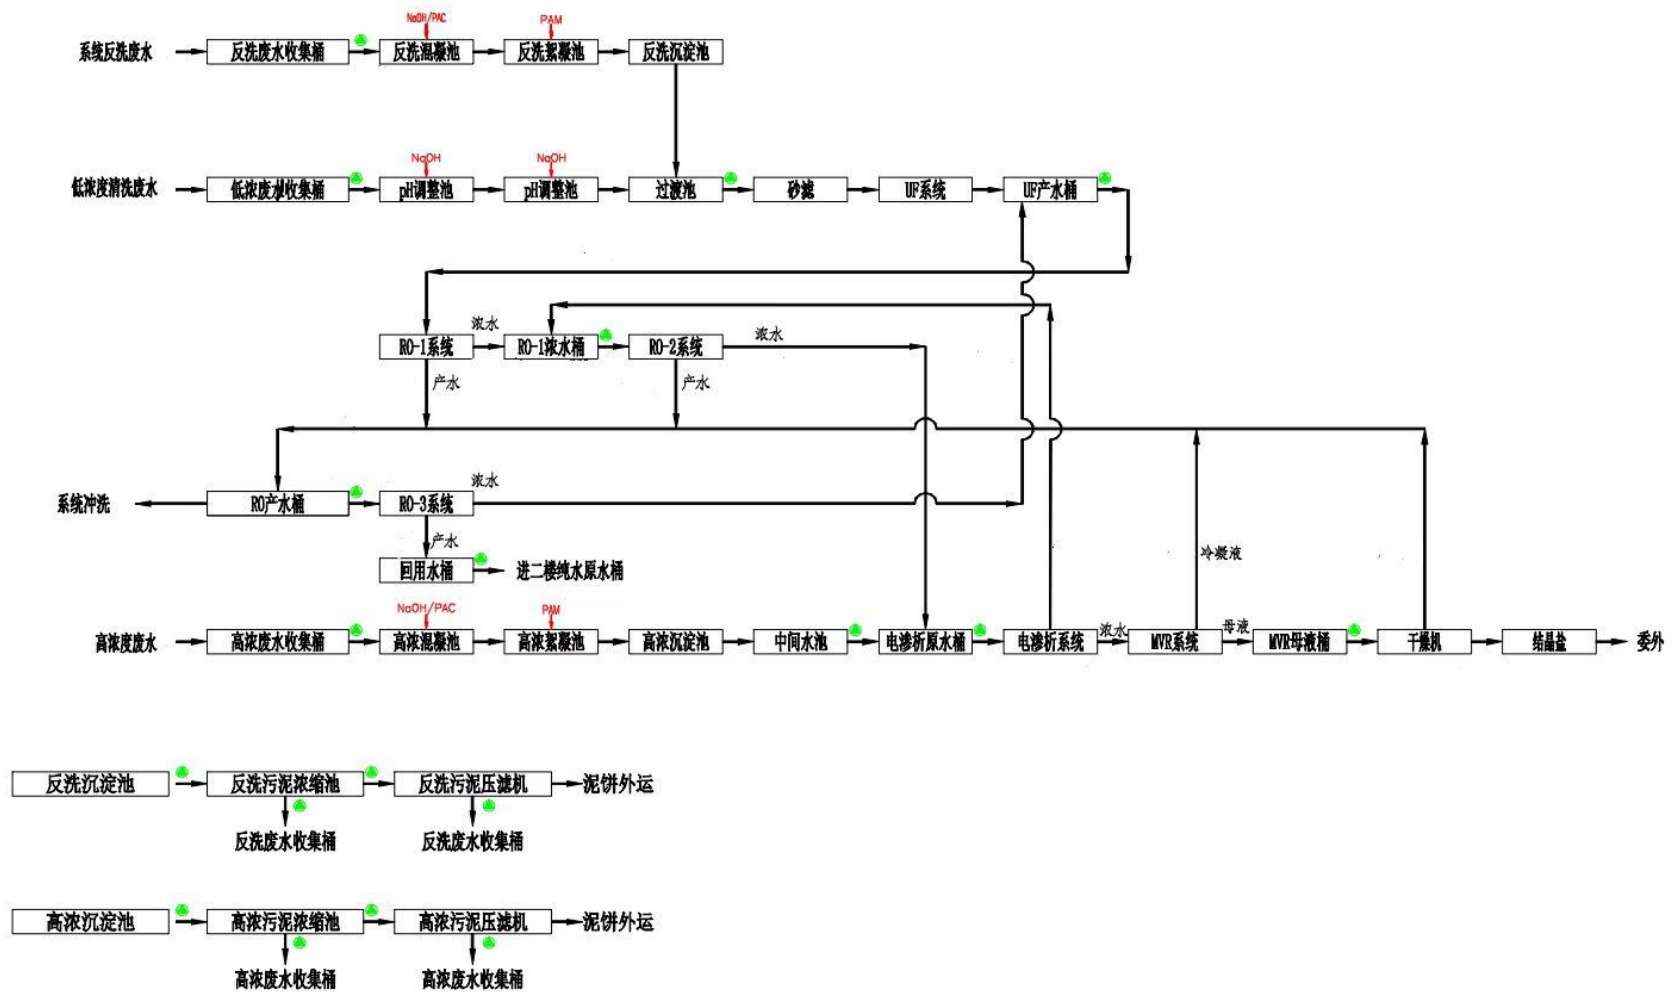 NaOH/PAC
PAM
系统反洗废水
反洗废水收集桶
反洗混凝池
反洗絮凝池
反洗沉淀池
NaOH
NaOH
低浓度清洗废水
低浓废水收集桶
pH调整池
pH调整池
过渡池
砂滤
UF系统
UF产水桶
浓水
浓水
RO-1系统
RO-1浓水桶
RO-2系统
产水
产水
浓水
系统冲洗
RO产水桶
RO-3系统
产水
冷凝液
回用水桶
进二楼纯水原水桶
NaOH/PAC
PAM
高浓度废水
高浓废水收集桶
高浓混凝池
高浓絮凝池
高浓沉淀池
中间水池
电渗析原水桶
电渗析系统
浓水
MVR系统
母液
MVR母液桶
干燥机
结晶盐
委外
反洗沉淀池
反洗污泥浓缩池
反洗污泥压滤机
泥饼外运
反洗废水收集桶
反洗废水收集桶
高浓沉淀池
高浓污泥浓缩池
高浓污泥压滤机
泥饼外运
高浓废水收集桶
高浓废水收集桶